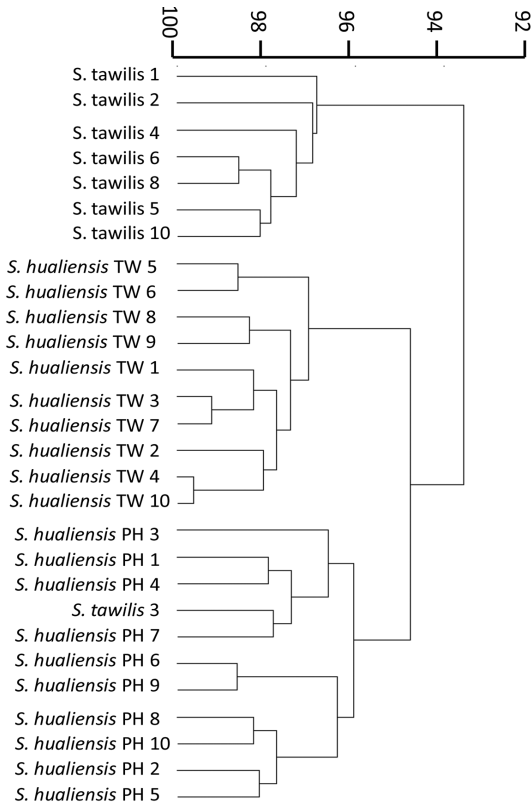 100 98 96 94 92
S. tawilis 1
S. tawilis 2
S. tawilis 4
S. tawilis 6
S. tawilis 8
S. tawilis 5
S. tawilis 10
S. hualiensis TW 5
S. hualiensis TW 6
S. hualiensis TW 8
S. hualiensis TW 9
S. hualiensis TW 1
S. hualiensis TW 3
S. hualiensis TW 7
S. hualiensis TW 2
S. hualiensis TW 4
S. hualiensis TW 10
S. hualiensis PH 3
S. hualiensis PH 1
S. hualiensis PH 4
S. tawilis 3
S. hualiensis PH 7
S. hualiensis PH 6
S. hualiensis PH 9
S. hualiensis PH 8
S. hualiensis PH 10
S. hualiensis PH 2
S. hualiensis PH 5